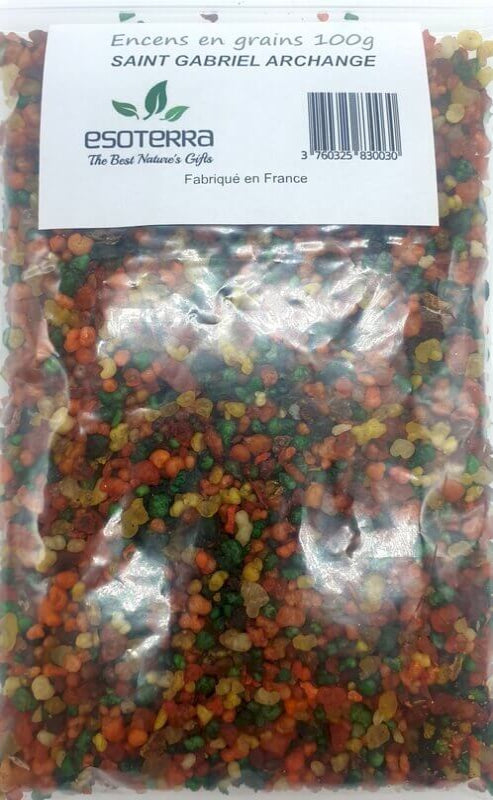 Encens en grains 100g
SAINT GABRIEL ARCHANGE
esoterra
The Best Nature's Gifts
3 760325 830030
Fabriqué en France